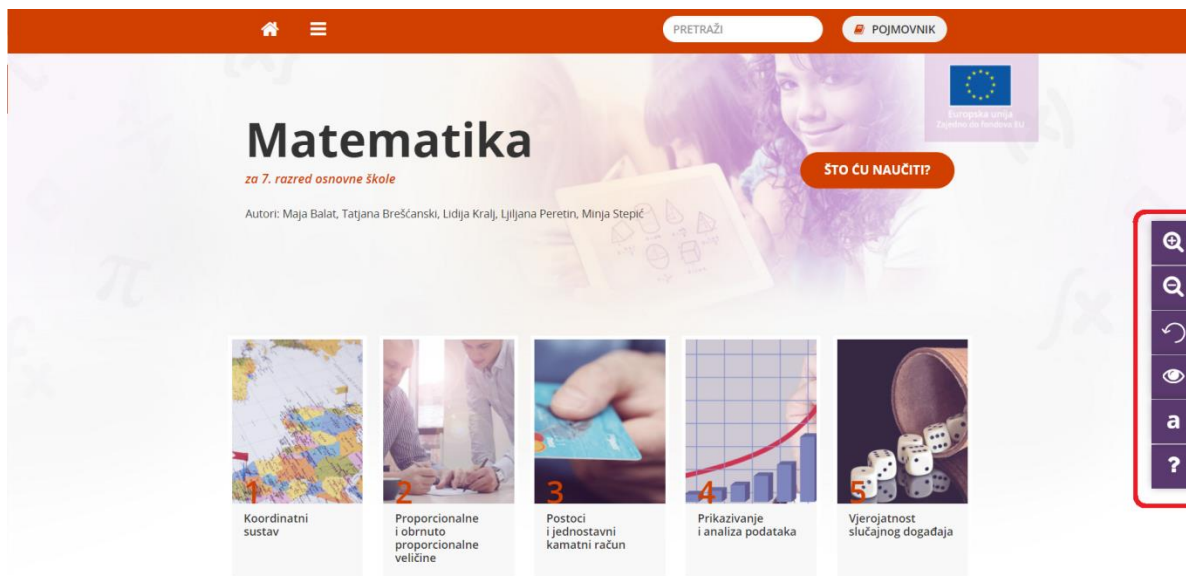 PRETRAŽI
POJMOVNIK
Europska unija
Zajedno do fondova EU
Matematika
za 7. razred osnovne škole
ŠTO ĆU NAUČITI?
Autori: Maja Balat, Tatjana Brešćanski, Lidija Kralj, Ljiljana Peretin, Minja Stepić
a
?
1
Koordinatni
sustav
2
Proporcionalne
i obrnuto
proporcionalne
veličine
3
Postoci
i jednostavni
kamatni račun
4
Prikazivanje
i analiza podataka
5
Vjerojatnost
slučajnog događaja